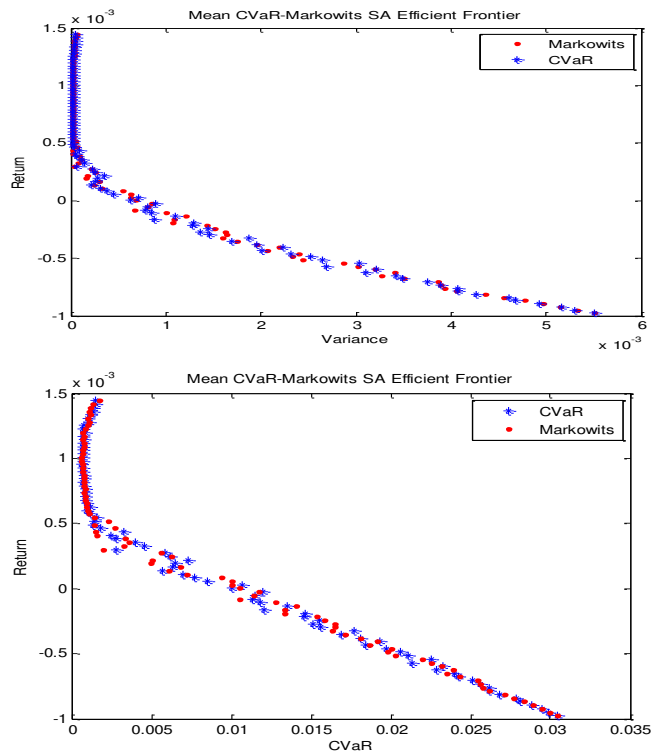 Mean CVaR-Markowits SA Efficient Frontier
x 10^-3
1.5
1
0.5
0
-0.5
-1
Return
Markowits
CVaR
0 1 2 3 4 5 6
Variance
x 10^-3
Mean CVaR-Markowits SA Efficient Frontier
x 10^-3
1.5
1
0.5
0
-0.5
-1
Return
CVaR
Markowits
0 0.005 0.01 0.015 0.02 0.025 0.03 0.035
CVaR